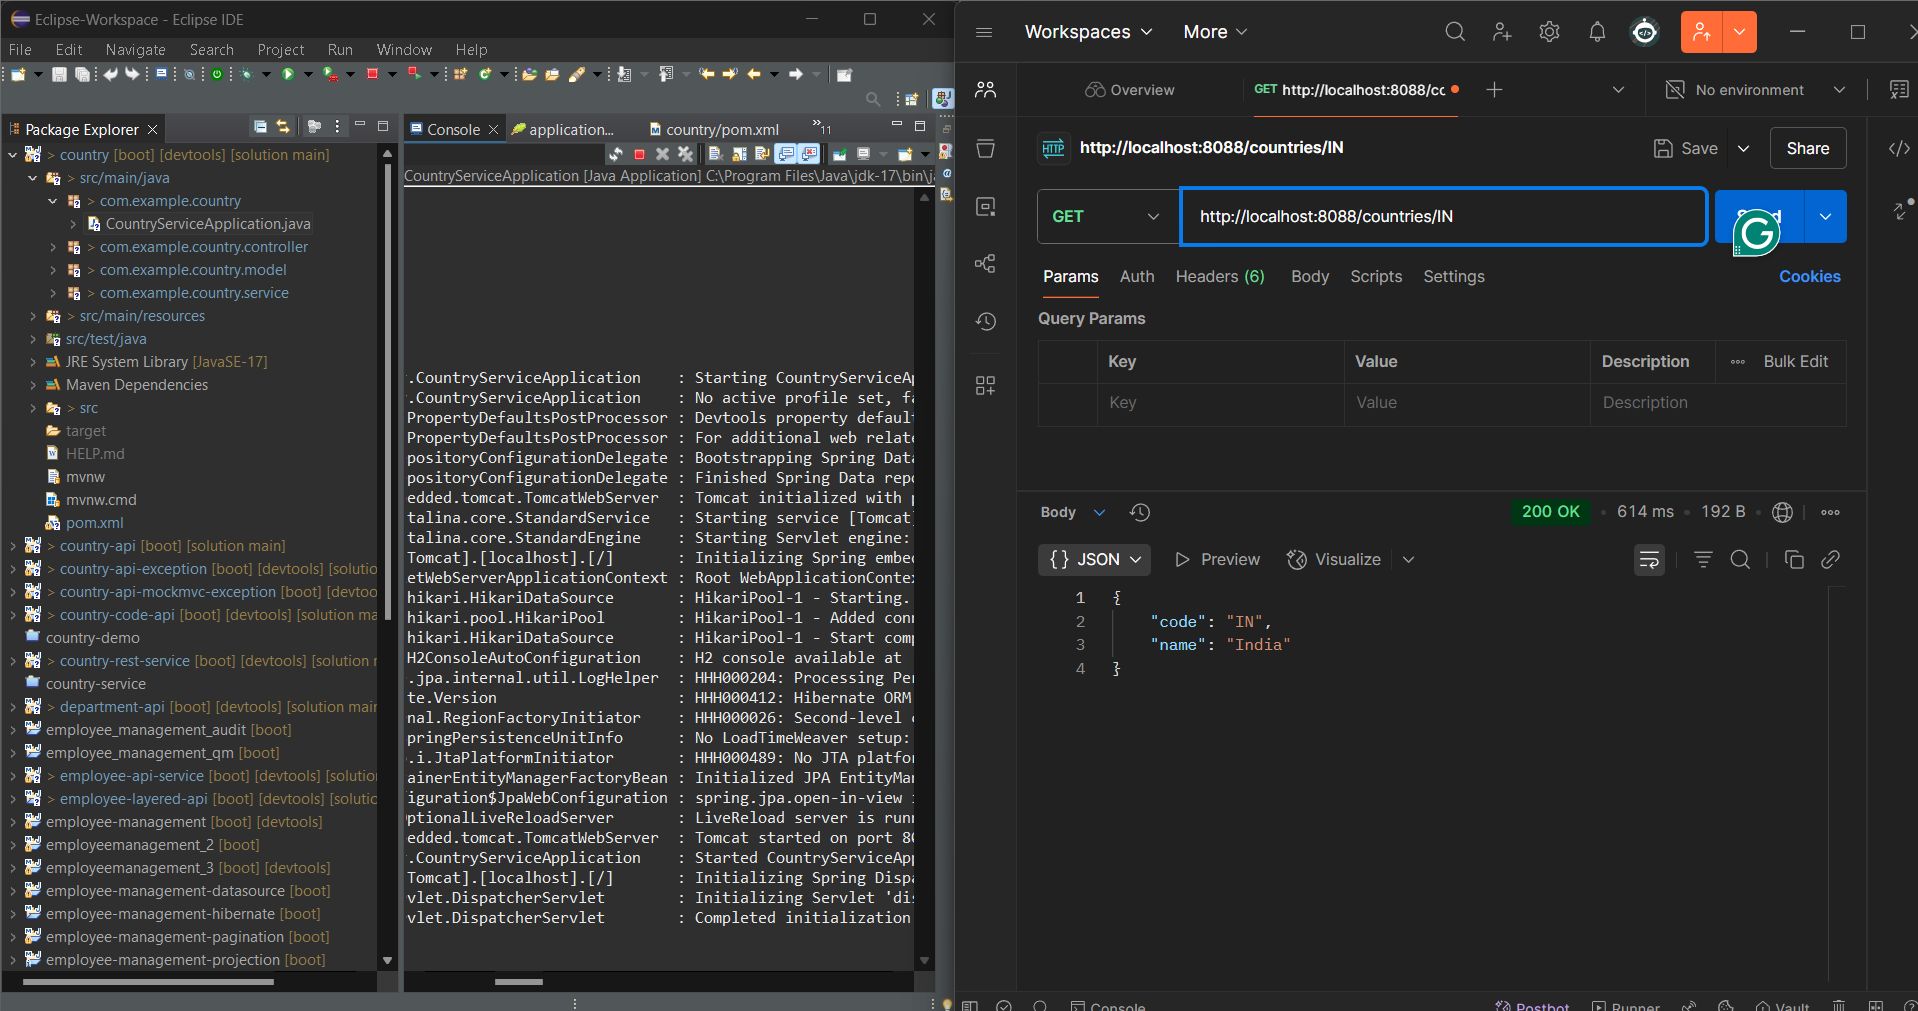 Eclipse-Workspace - Eclipse IDE
File Edit Navigate Search Project Run Window Help
Package Explorer
> country [boot] [devtools] [solution main]
> src/main/java
> com.example.country
CountryServiceApplication.java
> com.example.country.controller
> com.example.country.model
> com.example.country.service
> src/main/resources
src/test/java
JRE System Library [JavaSE-17]
Maven Dependencies
> src
target
HELP.md
mvnw
mvnw.cmd
pom.xml
> country-api [boot] [solution main]
> country-api-exception [boot] [devtools] [solutio
> country-api-mockmvc-exception [boot] [devtoo
> country-code-api [boot] [devtools] [solution ma
country-demo
> country-rest-service [boot] [devtools] [solution r
country-service
> department-api [boot] [devtools] [solution main
employee_management_audit [boot]
employee_management_qm [boot]
> employee-api-service [boot] [devtools] [solution
> employee-layered-api [boot] [devtools] [solutio
employee-management [boot] [devtools]
employeemanagement_2 [boot]
employeemanagement_3 [boot] [devtools]
employee-management-datasource [boot]
employee-management-hibernate [boot]
employee-management-pagination [boot]
employee-management-projection [boot]
Console application... country/pom.xml »11
CountryServiceApplication [Java Application] C:\Program Files\Java\jdk-17\bin\j
.CountryServiceApplication : Starting CountryServiceAp
.CountryServiceApplication : No active profile set, fa
PropertyDefaultsPostProcessor : Devtools property defaul
PropertyDefaultsPostProcessor : For additional web relate
positoryConfigurationDelegate : Bootstrapping Spring Data
positoryConfigurationDelegate : Finished Spring Data repo
edded.tomcat.TomcatWebServer : Tomcat initialized with p
talina.core.StandardService : Starting service [Tomcat]
talina.core.StandardEngine : Starting Servlet engine:
Tomcat].[localhost].[/] : Initializing Spring embed
etWebServerApplicationContext : Root WebApplicationContex
hikari.HikariDataSource : HikariPool-1 - Starting.
hikari.pool.HikariPool : HikariPool-1 - Added conn
hikari.HikariDataSource : HikariPool-1 - Start comp
H2ConsoleAutoConfiguration : H2 console available at
.jpa.internal.util.LogHelper : HHH000204: Processing Per
te.Version : HHH000412: Hibernate ORM
nal.RegionFactoryInitiator : HHH000026: Second-level c
pringPersistenceUnitInfo : No LoadTimeWeaver setup:
.i.JtaPlatformInitiator : HHH000489: No JTA platfor
ainerEntityManagerFactoryBean : Initialized JPA EntityMan
iguration$JpaWebConfiguration : spring.jpa.open-in-view i
ptionalLiveReloadServer : LiveReload server is runn
edded.tomcat.TomcatWebServer : Tomcat started on port 80
.CountryServiceApplication : Started CountryServiceApp
Tomcat].[localhost].[/] : Initializing Spring Dispa
vlet.DispatcherServlet : Initializing Servlet 'dis
vlet.DispatcherServlet : Completed initialization
Workspaces More
Overview GET http://localhost:8088/cc No environment
HTTP http://localhost:8088/countries/IN Save Share
GET http://localhost:8088/countries/IN
Params Auth Headers (6) Body Scripts Settings Cookies
Query Params
Key Value Description Bulk Edit
Key Value Description
Body 200 OK 614 ms 192 B
{} JSON Preview Visualize
1 {
2 "code": "IN",
3 "name": "India"
4 }
Console Postbot Runner Vault